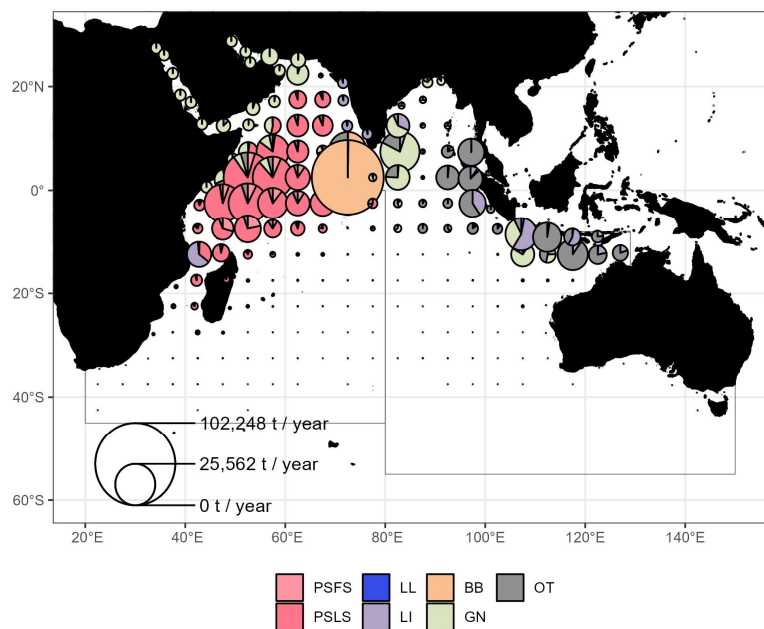 20°N
0°
20°S
40°S
60°S
102,248 t / year
25,562 t / year
0 t / year
20°E 40°E 60°E 80°E 100°E 120°E 140°E
PSFS LL BB OT
PSLS LI GN